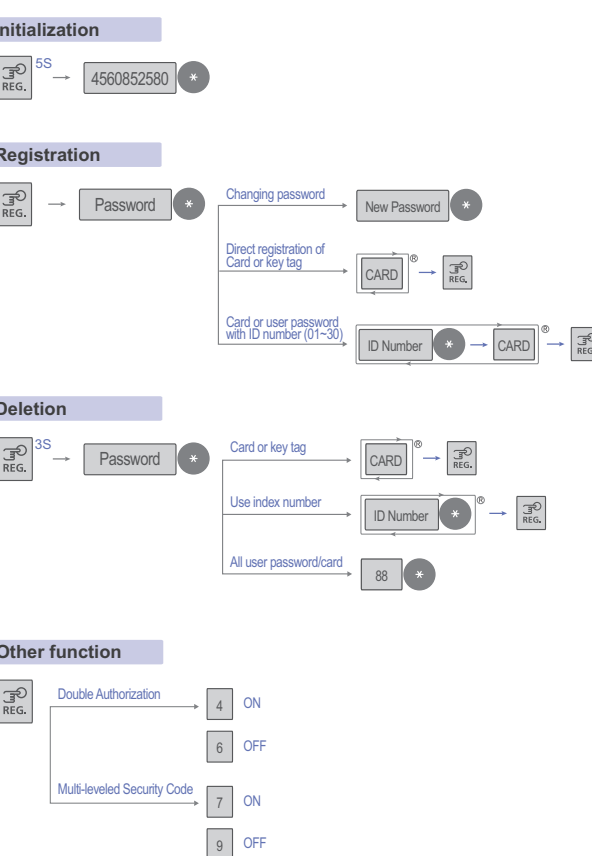 Initialization
REG. 5S 4560852580 *
Registration
REG. Password *
Changing password
New Password *
Direct registration of
Card or key tag
CARD ® REG.
Card or user password
with ID number (01~30)
ID Number * CARD ® REG
Deletion
REG. 3S Password *
Card or key tag
CARD ® REG.
Use index number
ID Number * ® REG.
All user password/card
88 *
Other function
REG.
Double Authorization
4 ON
6 OFF
Multi-leveled Security Code
7 ON
9 OFF